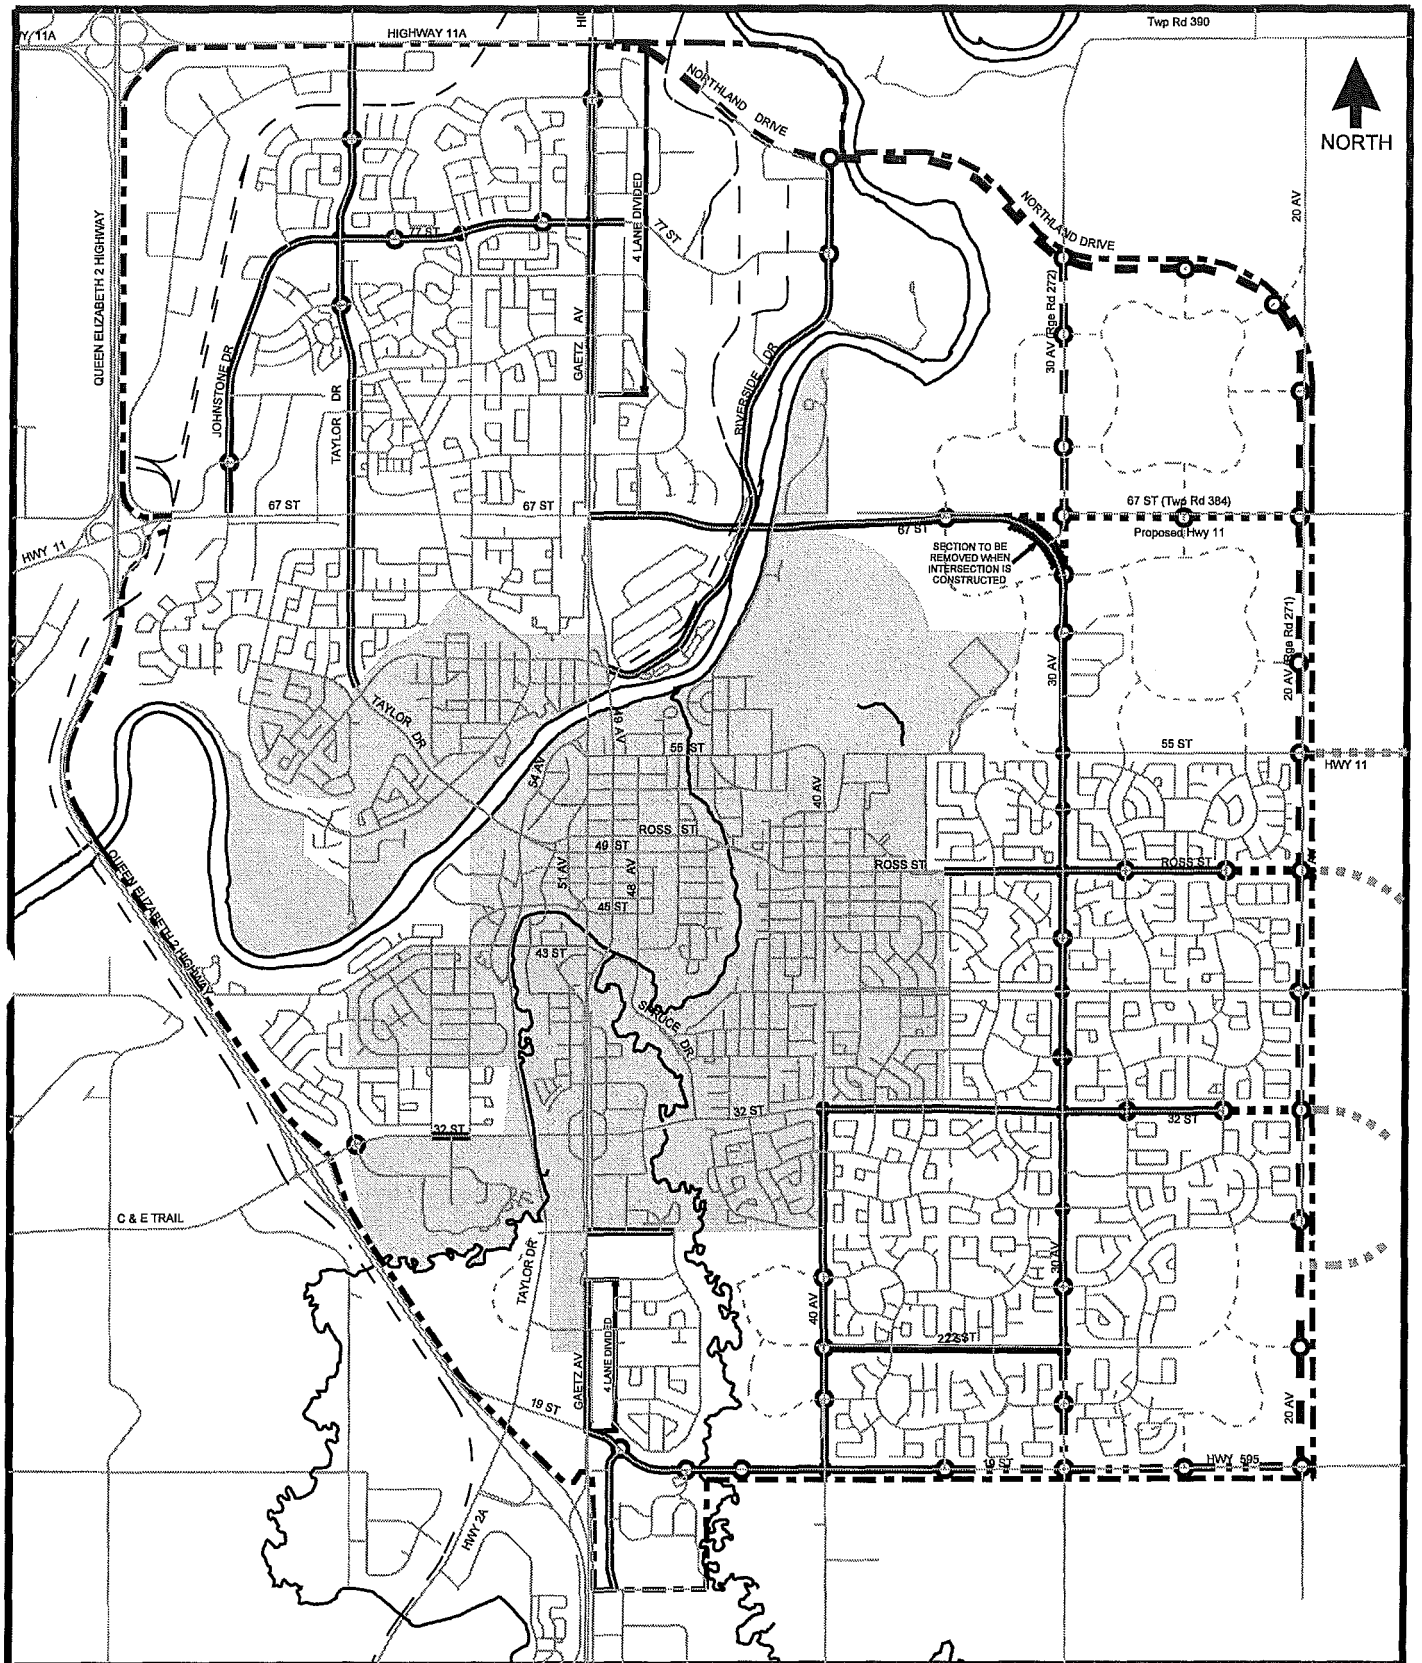 Y 11A
HIGHWAY 11A
Twp Rd 390
NORTH
NORTHLAND DRIVE
20 AV
4 LANE DIVIDED
QUEEN ELIZABETH 2 HIGHWAY
77 ST
77 ST
NORTHLAND DRIVE
30 AV (Rge Rd 272)
GAETZ AV
JOHNSTONE DR
TAYLOR DR
RIVERSIDE DR
67 ST
67 ST
67 ST
67 ST (Twp Rd 384)
Proposed Hwy 11
HWY 11
SECTION TO BE
REMOVED WHEN
INTERSECTION IS
CONSTRUCTED
30 AV
20 AV (Rge Rd 271)
TAYLOR DR
49 AV
55 ST
55 ST
HWY 11
54 AV
40 AV
ROSS ST
49 ST
ROSS ST
ROSS ST
51 AV
48 AV
45 ST
43 ST
QUEEN ELIZABETH 2 HIGHWAY
SPRUCE DR
32 ST
32 ST
32 ST
C & E TRAIL
TAYLOR DR
30 AV
40 AV
22 ST
4 LANE DIVIDED
GAETZ AV
19 ST
20 AV
19 ST
HWY 595
HWY 2A